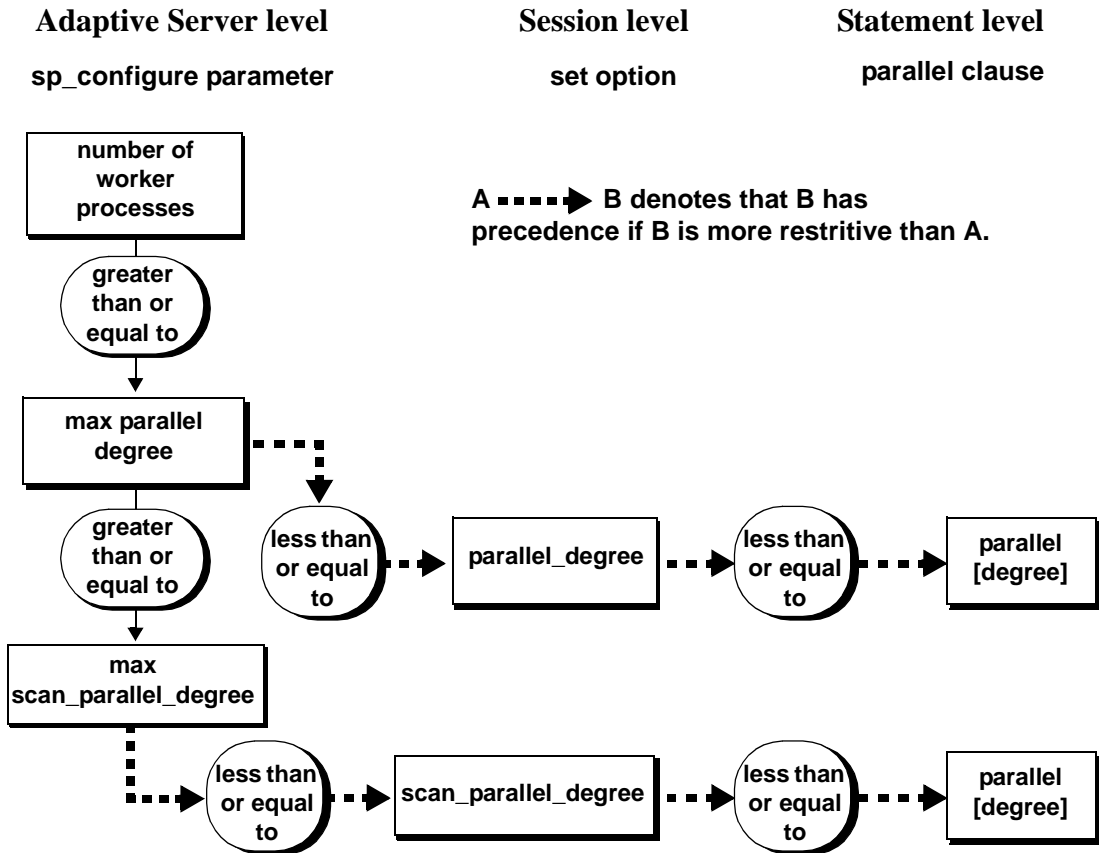 Adaptive Server level
Session level
Statement level
sp_configure parameter
set option
parallel clause
number of
worker
processes
A B denotes that B has
precedence if B is more restritive than A.
greater
than or
equal to
max parallel
degree
greater
than or
equal to
less than
or equal
to
parallel_degree
less than
or equal
to
parallel
[degree]
max
scan_parallel_degree
less than
or equal
to
scan_parallel_degree
less than
or equal
to
parallel
[degree]